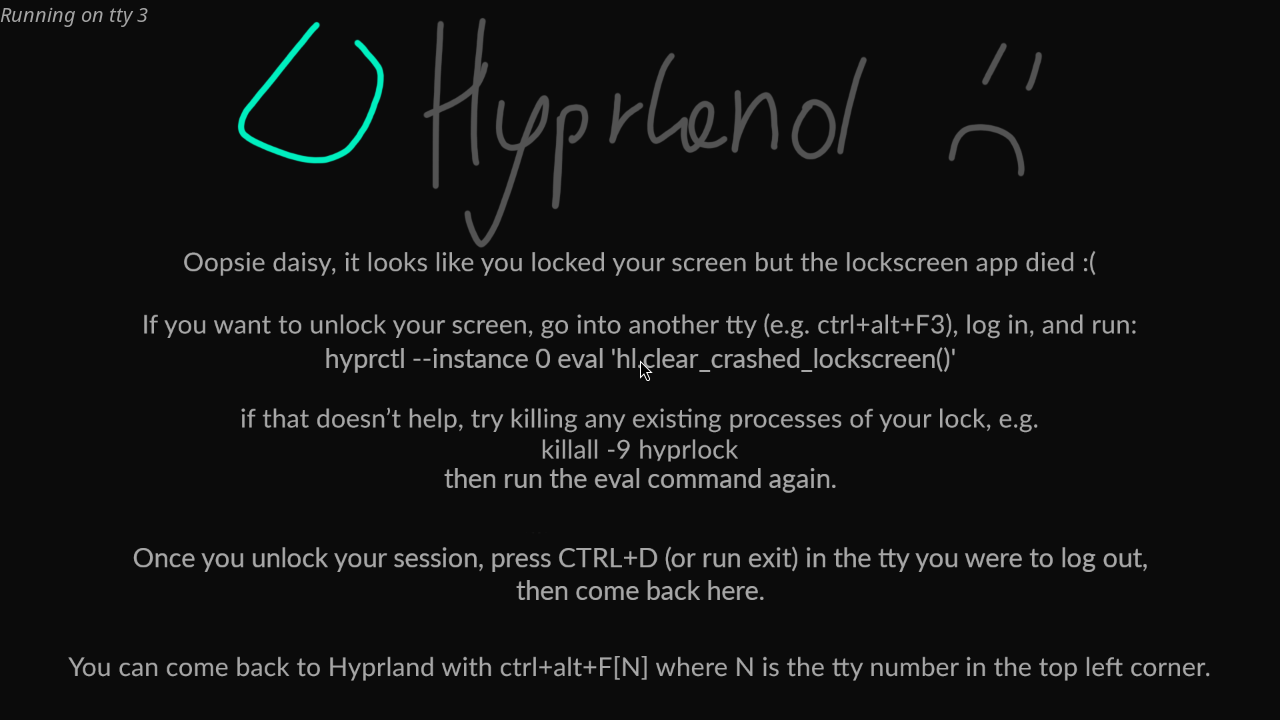 Running on tty 3
Hyprland :(
Oopsie daisy, it looks like you locked your screen but the lockscreen app died :(
If you want to unlock your screen, go into another tty (e.g. ctrl+alt+F3), log in, and run:
hyprctl --instance 0 eval 'hl.clear_crashed_lockscreen()'
if that doesn’t help, try killing any existing processes of your lock, e.g.
killall -9 hyprlock
then run the eval command again.
Once you unlock your session, press CTRL+D (or run exit) in the tty you were to log out,
then come back here.
You can come back to Hyprland with ctrl+alt+F[N] where N is the tty number in the top left corner.